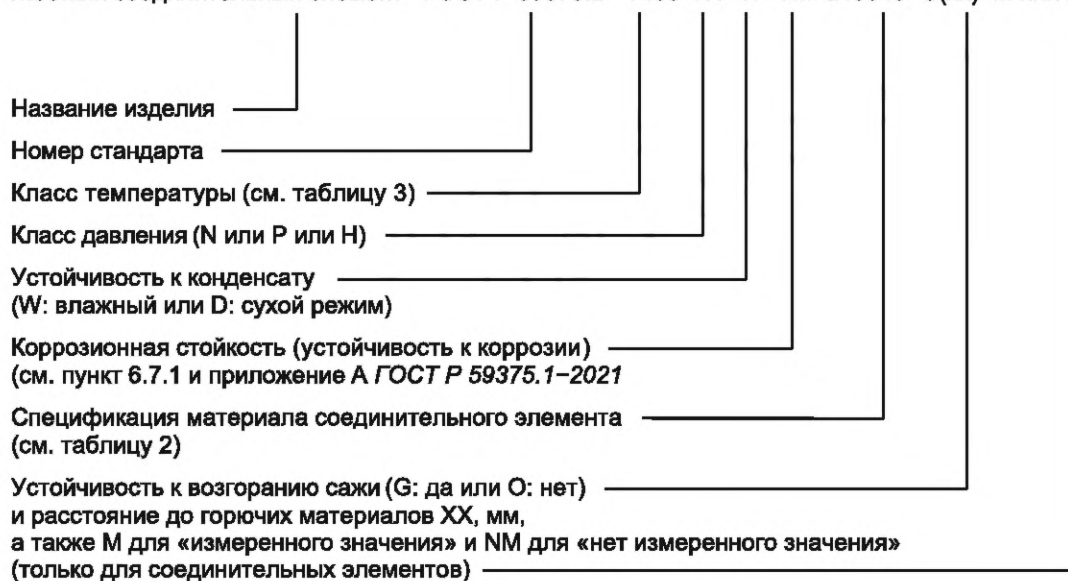 Название изделия
Номер стандарта
Класс температуры (см. таблицу 3)
Класс давления (N или P или H)
Устойчивость к конденсату
(W: влажный или D: сухой режим)
Коррозионная стойкость (устойчивость к коррозии)
(см. пункт 6.7.1 и приложение А ГОСТ Р 59375.1–2021
Спецификация материала соединительного элемента
(см. таблицу 2)
Устойчивость к возгоранию сажи (G: да или О: нет)
и расстояние до горючих материалов ХХ, мм,
а также М для «измеренного значения» и NM для «нет измеренного значения»
(только для соединительных элементов)